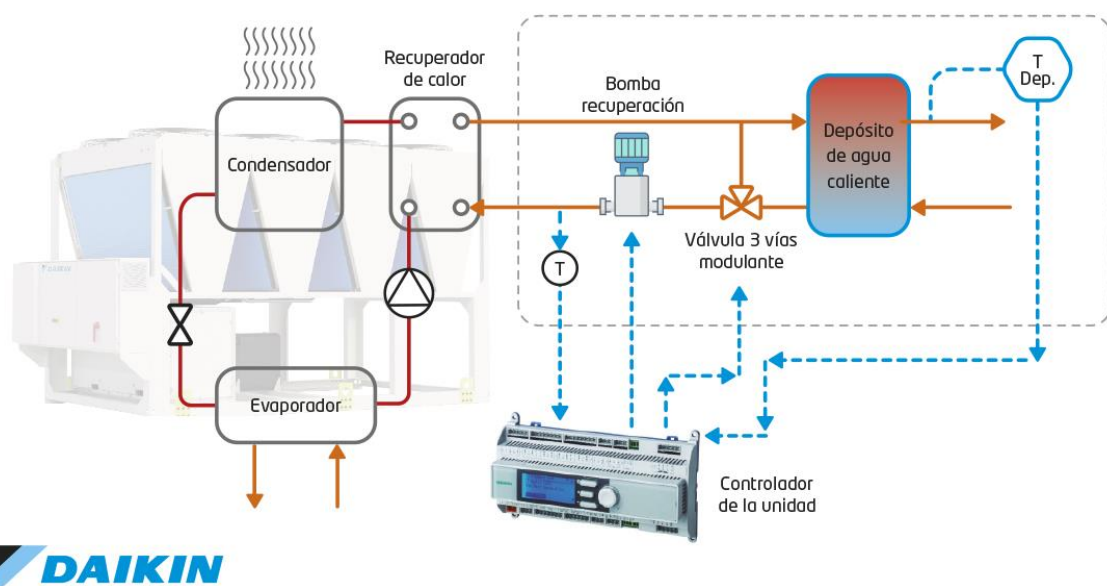 Recuperador
de calor
Bomba
recuperación
T
Dep.
Condensador
Depósito
de agua
caliente
Válvula 3 vías
modulante
T
DAIKIN
Evaporador
Controlador
de la unidad
DAIKIN